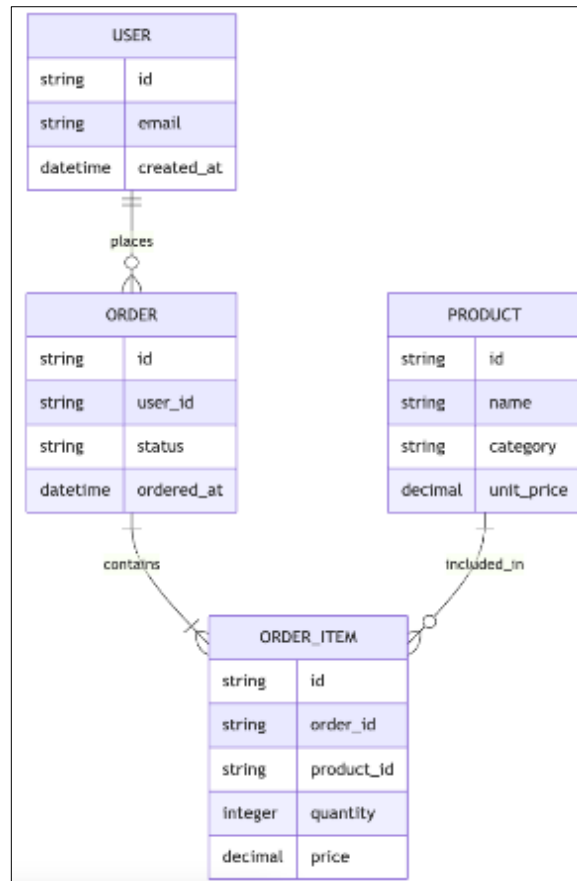 USER
string id
string email
datetime created_at
places
ORDER
string id
string user_id
string status
datetime ordered_at
PRODUCT
string id
string name
string category
decimal unit_price
contains
included_in
ORDER_ITEM
string id
string order_id
string product_id
integer quantity
decimal price